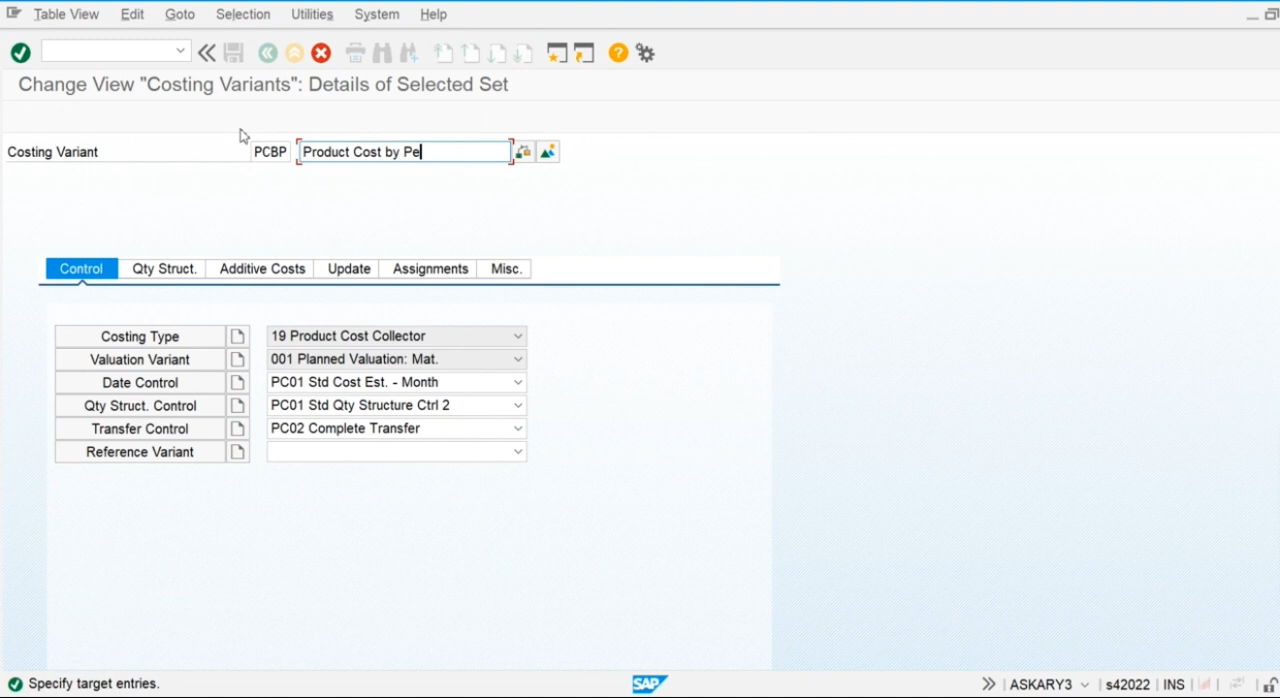 Table View Edit Goto Selection Utilities System Help
Change View "Costing Variants": Details of Selected Set
Costing Variant PCBP Product Cost by Pe
Control Qty Struct. Additive Costs Update Assignments Misc.
Costing Type 19 Product Cost Collector
Valuation Variant 001 Planned Valuation: Mat.
Date Control PC01 Std Cost Est. - Month
Qty Struct. Control PC01 Std Qty Structure Ctrl 2
Transfer Control PC02 Complete Transfer
Reference Variant
Specify target entries. SAP ASKARY3 s42022 INS